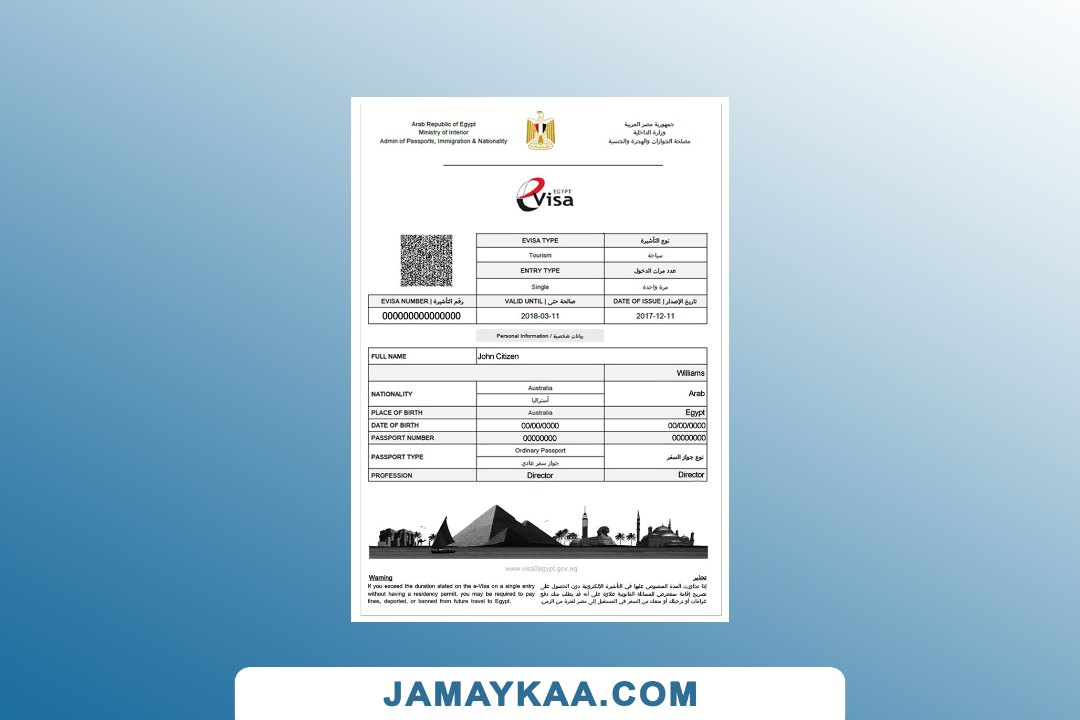 Arab Republic of Egypt
Ministry of Interior
Admin of Passports, Immigration & Nationality
جمهورية مصر العربية
وزارة الداخلية
مصلحة الجوازات والهجرة والجنسية
EGYPT
eVisa
EVISA TYPE نوع التأشيرة
Tourism سياحة
ENTRY TYPE عدد مرات الدخول
Single مرة واحدة
EVISA NUMBER | رقم التأشيرة VALID UNTIL | صالحة حتى DATE OF ISSUE | تاريخ الإصدار
000000000000000 2018-03-11 2017-12-11
Personal Information / بيانات شخصية
FULL NAME John Citizen
Williams
NATIONALITY Australia Arab
أستراليا
PLACE OF BIRTH Australia Egypt
DATE OF BIRTH 00/00/0000 00/00/0000
PASSPORT NUMBER 00000000 00000000
PASSPORT TYPE Ordinary Passport نوع جواز السفر
جواز سفر عادي
PROFESSION Director Director
www.visa2egypt.gov.eg
Warning
If you exceed the duration stated on the e-Visa on a single entry
without having a residency permit, you may be required to pay
fines, deported, or banned from future travel to Egypt.
تحذير
إذا تجاوزت المدة المنصوص عليها في التأشيرة الإلكترونية دون الحصول على
تصريح إقامة ستتعرض للمسائلة القانونية علاوة على أنه قد يطلب منك دفع
غرامات أو ترحيلك أو منعك من السفر في المستقبل إلى مصر لفترة من الزمن.
JAMAYKAA.COM